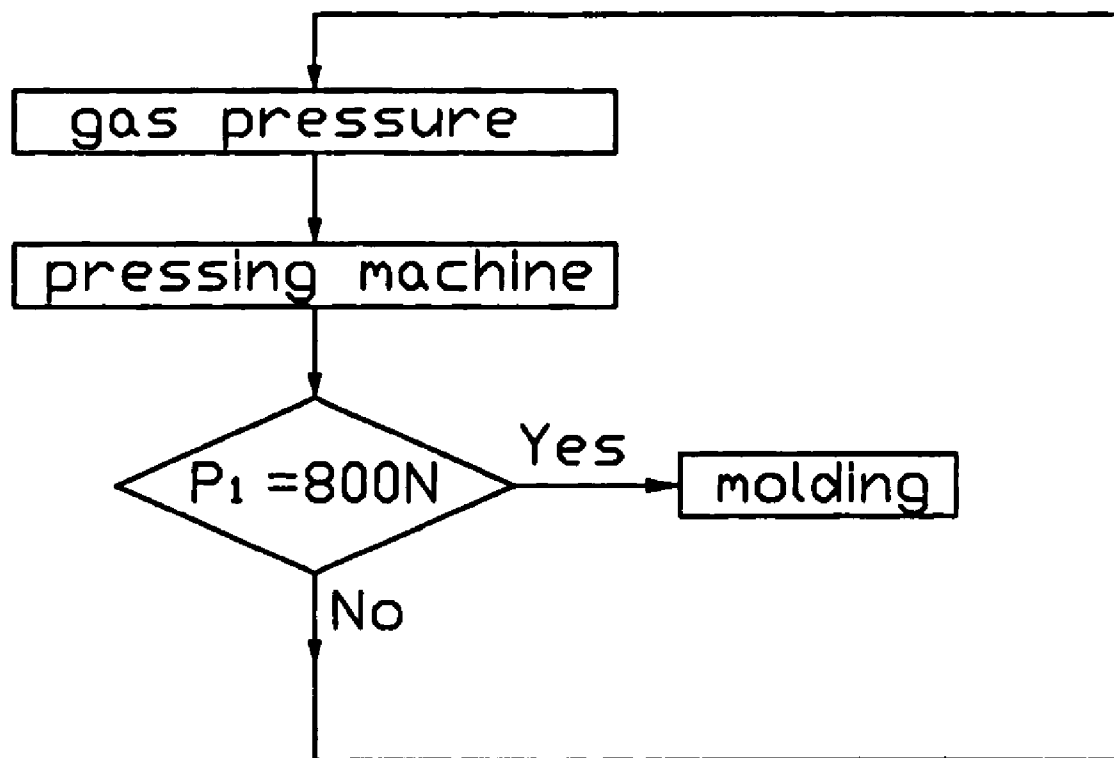 gas pressure
pressing machine
P₁ =800N
Yes
molding
No